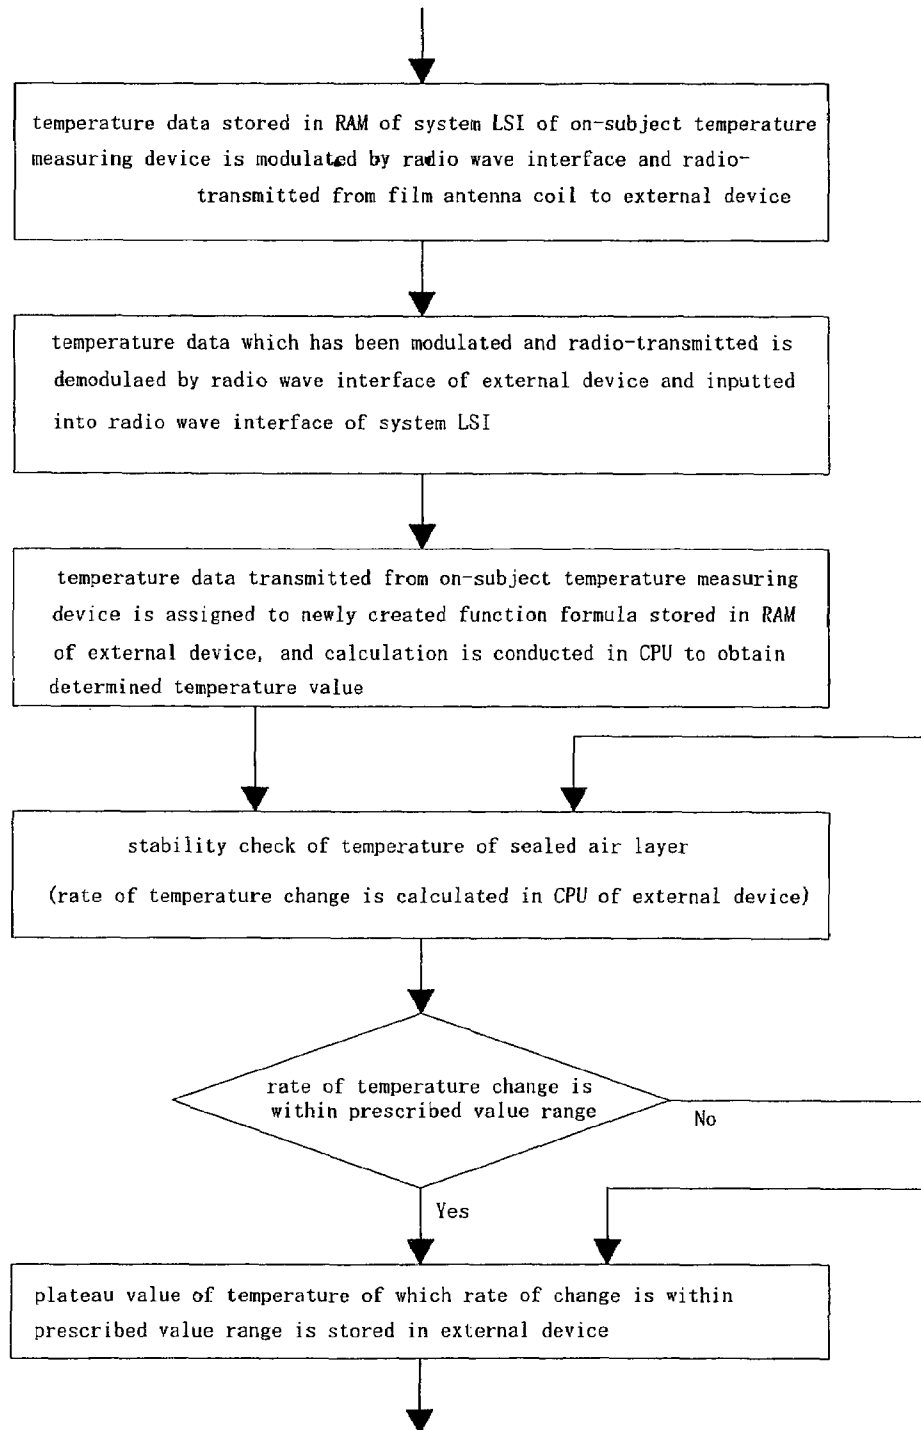 temperature data stored in RAM of system LSI of on-subject temperature
measuring device is modulated by radio wave interface and radio-
transmitted from film antenna coil to external device
temperature data which has been modulated and radio-transmitted is
demodulaed by radio wave interface of external device and inputted
into radio wave interface of system LSI
temperature data transmitted from on-subject temperature measuring
device is assigned to newly created function formula stored in RAM
of external device, and calculation is conducted in CPU to obtain
determined temperature value
stability check of temperature of sealed air layer
(rate of temperature change is calculated in CPU of external device)
rate of temperature change is
within prescribed value range
No
Yes
plateau value of temperature of which rate of change is within
prescribed value range is stored in external device